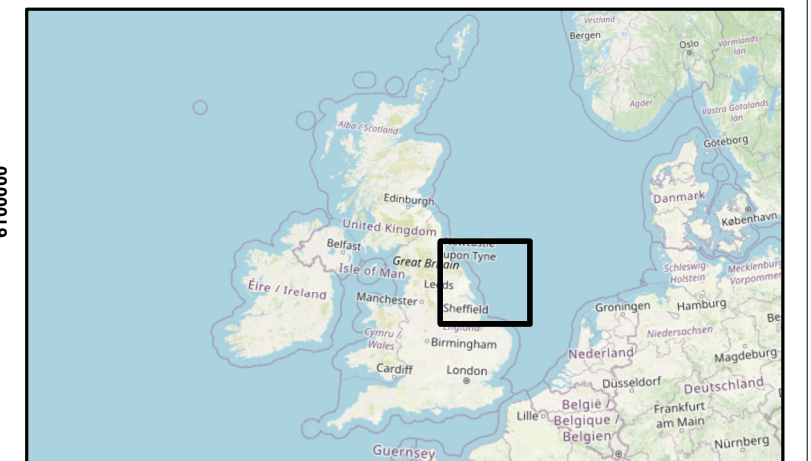 Vestland
Bergen
Oslo
Värmlands
län
Agder
Västra Götalands
län
Alba / Scotland
Göteborg
6100000
Danmark
Edinburgh
København
United Kingdom
Belfast
Newcastle
upon Tyne
Great Britain
Isle of Man
Schleswig-
Holstein
Mecklenburg
Vorpommer
Leeds
Éire / Ireland
Manchester
Sheffield
Groningen
Hamburg
England
Cymru /
Wales
Niedersachsen
Birmingham
Nederland
Magdeburg
Cardiff
London
Düsseldorf
Deutschland
België /
Belgique /
Belgien
Lille
Frankfurt
am Main
Nürnberg
Guernsey